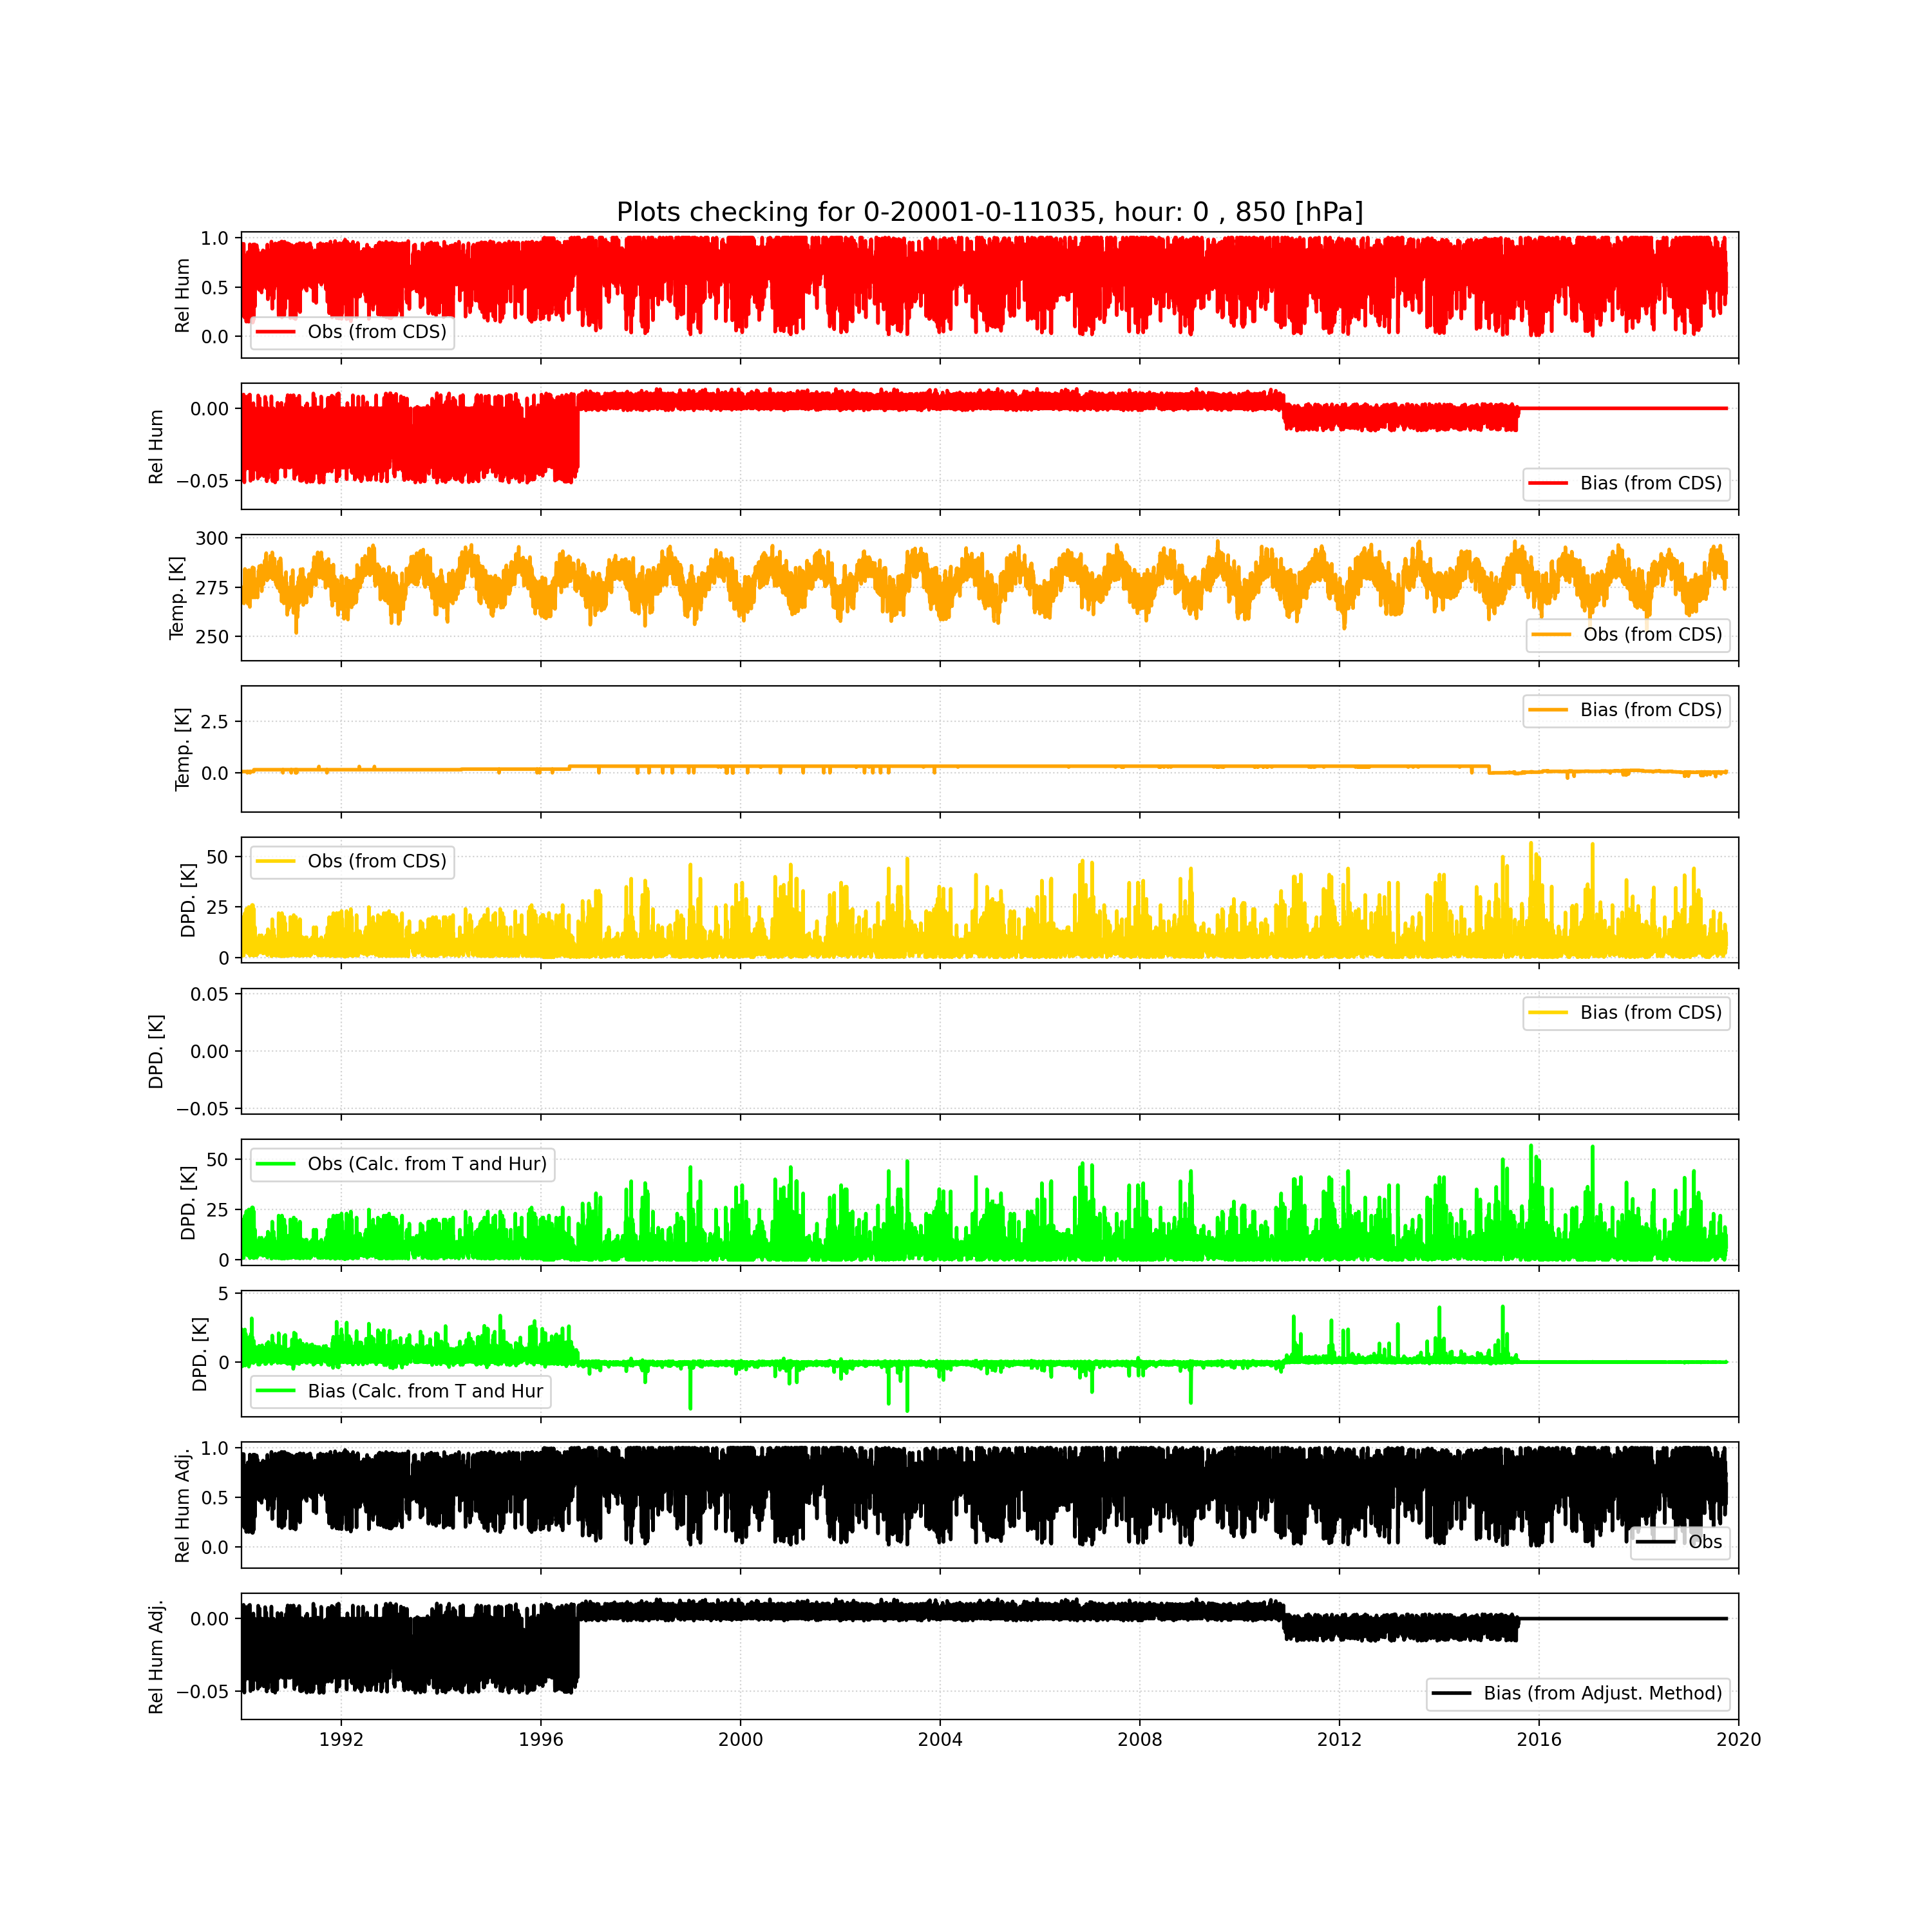 Plots checking for 0-20001-0-11035, hour: 0 , 850 [hPa]
Rel Hum
1.0
0.5
0.0
Obs (from CDS)
Rel Hum
0.00
−0.05
Bias (from CDS)
Temp. [K]
300
275
250
Obs (from CDS)
Temp. [K]
2.5
0.0
Bias (from CDS)
DPD. [K]
50
25
0
Obs (from CDS)
DPD. [K]
0.05
0.00
−0.05
Bias (from CDS)
DPD. [K]
50
25
0
Obs (Calc. from T and Hur)
DPD. [K]
5
0
Bias (Calc. from T and Hur
Rel Hum Adj.
1.0
0.5
0.0
Obs
Rel Hum Adj.
0.00
−0.05
Bias (from Adjust. Method)
1992 1996 2000 2004 2008 2012 2016 2020